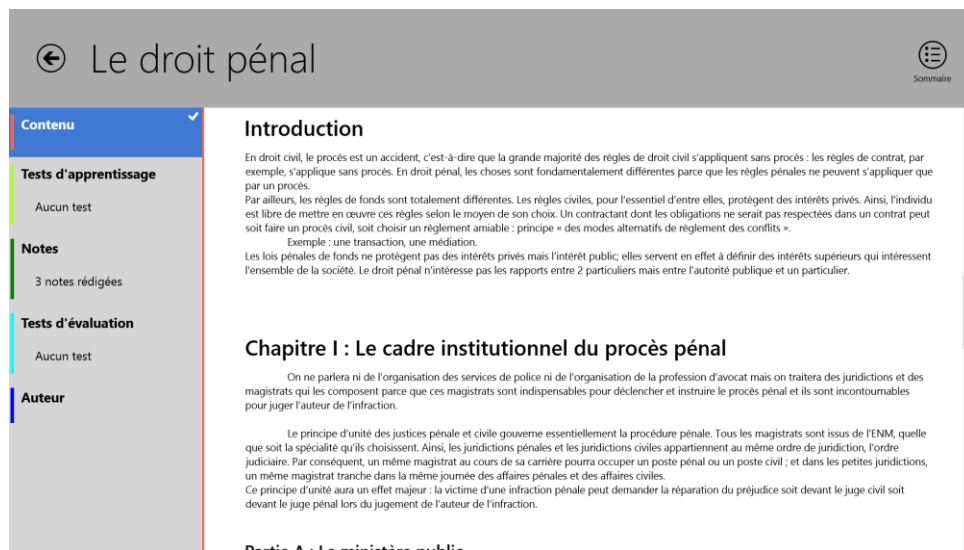 Le droit pénal
Sommaire
Contenu
Tests d'apprentissage
Aucun test
Notes
3 notes rédigées
Tests d'évaluation
Aucun test
Auteur
Introduction
En droit civil, le procès est un accident, c'est-à-dire que la grande majorité des règles de droit civil s'appliquent sans procès : les règles de contrat, par
exemple, s'applique sans procès. En droit pénal, les choses sont fondamentalement différentes parce que les règles pénales ne peuvent s'appliquer que
par un procès.
Par ailleurs, les règles de fonds sont totalement différentes. Les règles civiles, pour l'essentiel d'entre elles, protègent des intérêts privés. Ainsi, l'individu
est libre de mettre en œuvre ces règles selon le moyen de son choix. Un contractant dont les obligations ne serait pas respectées dans un contrat peut
soit faire un procès civil, soit choisir un règlement amiable : principe « des modes alternatifs de règlement des conflits ».
Exemple : une transaction, une médiation.
Les lois pénales de fonds ne protègent pas des intérêts privés mais l'intérêt public; elles servent en effet à définir des intérêts supérieurs qui intéressent
l'ensemble de la société. Le droit pénal n'intéresse pas les rapports entre 2 particuliers mais entre l'autorité publique et un particulier.
Chapitre I : Le cadre institutionnel du procès pénal
On ne parlera ni de l'organisation des services de police ni de l'organisation de la profession d'avocat mais on traitera des juridictions et des
magistrats qui les composent parce que ces magistrats sont indispensables pour déclencher et instruire le procès pénal et ils sont incontournables
pour juger l'auteur de l'infraction.
Le principe d'unité des justices pénale et civile gouverne essentiellement la procédure pénale. Tous les magistrats sont issus de l'ENM, quelle
que soit la spécialité qu'ils choisissent. Ainsi, les juridictions pénales et les juridictions civiles appartiennent au même ordre de juridiction, l'ordre
judiciaire. Par conséquent, un même magistrat au cours de sa carrière pourra occuper un poste pénal ou un poste civil ; et dans les petites juridictions,
un même magistrat tranche dans la même journée des affaires pénales et des affaires civiles.
Ce principe d'unité aura un effet majeur : la victime d'une infraction pénale peut demander la réparation du préjudice soit devant le juge civil soit
devant le juge pénal lors du jugement de l'auteur de l'infraction.
Partie A : Le ministère public